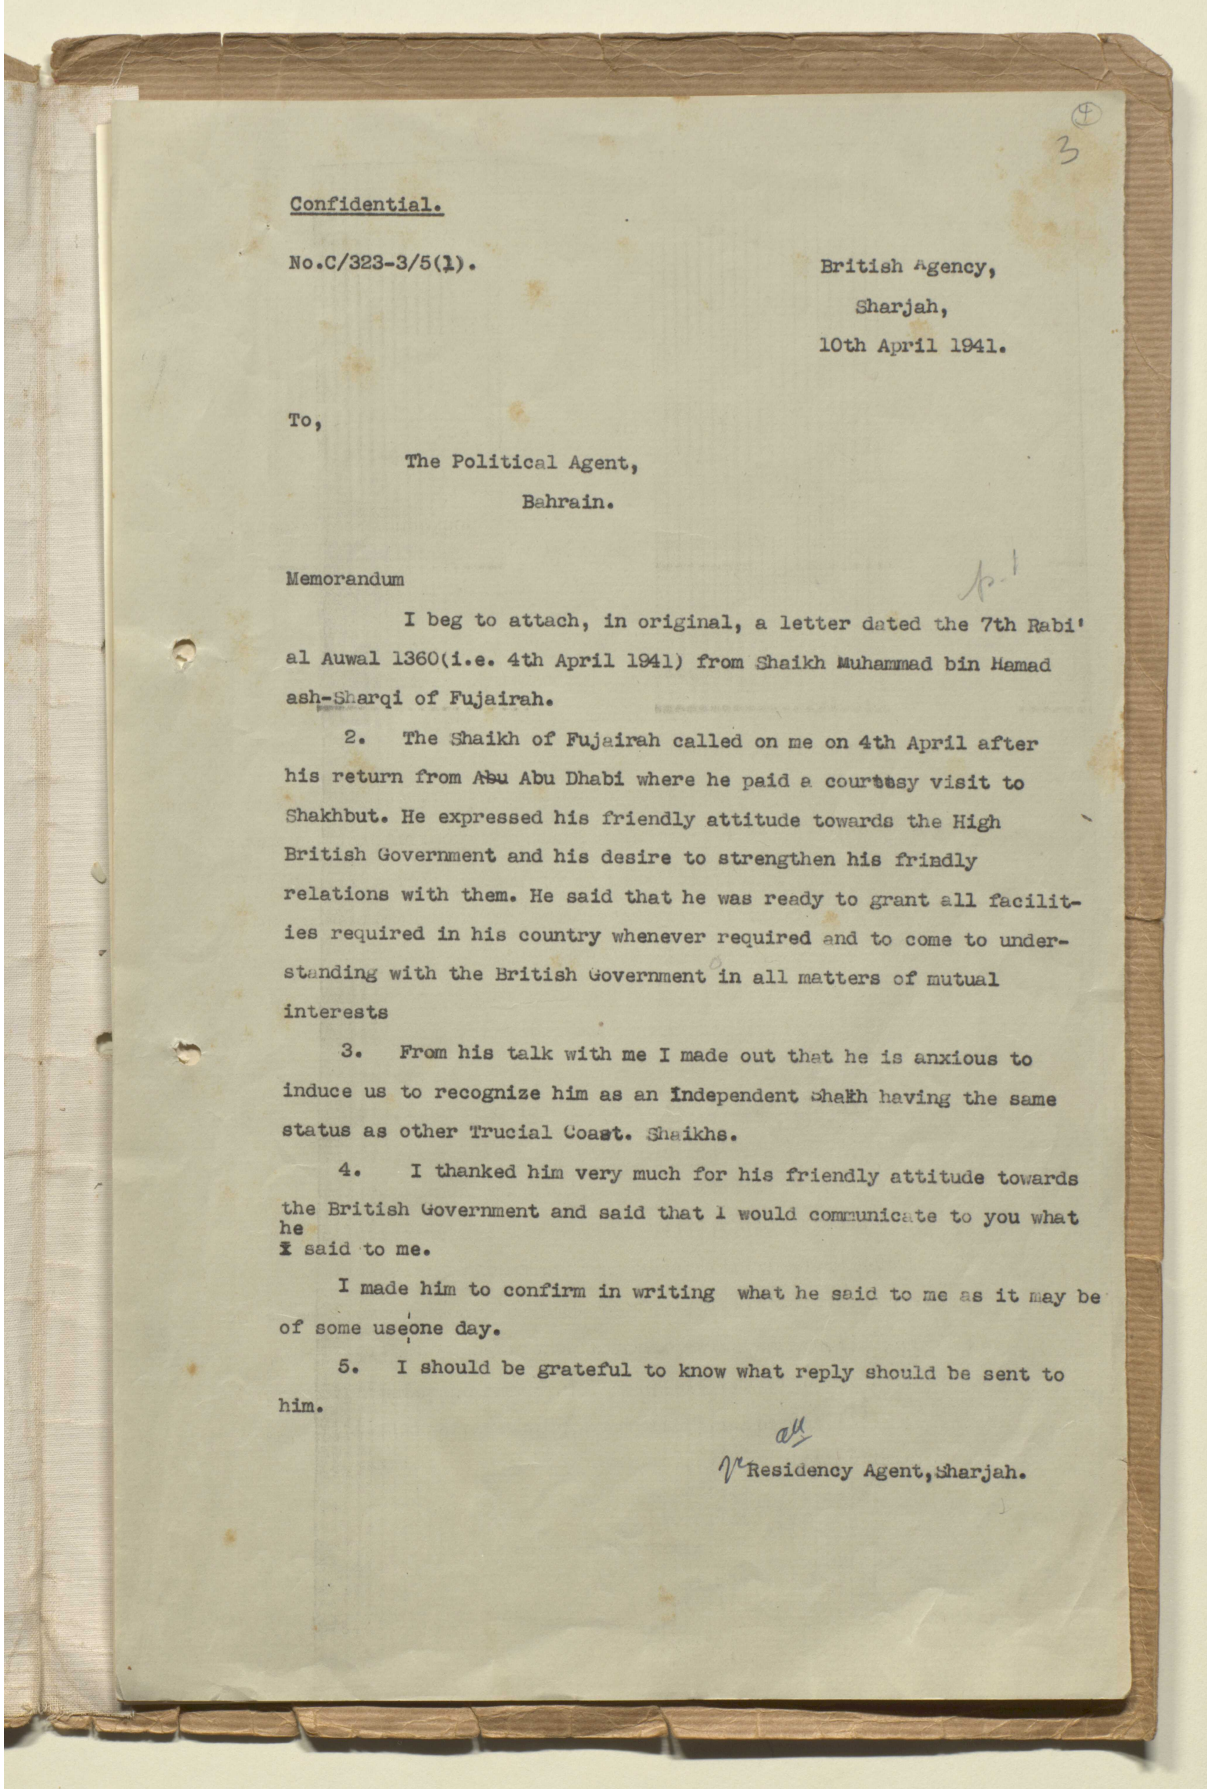 4
3
Confidential.
No.C/323-3/5(1).
British Agency,
Sharjah,
10th April 1941.
To,
The Political Agent,
Bahrain.
p.1
Memorandum
I beg to attach, in original, a letter dated the 7th Rabi'
al Auwal 1360(i.e. 4th April 1941) from Shaikh Muhammad bin Hamad
ash-Sharqi of Fujairah.
2. The Shaikh of Fujairah called on me on 4th April after
his return from Abu Abu Dhabi where he paid a courtesy visit to
Shakhbut. He expressed his friendly attitude towards the High
British Government and his desire to strengthen his frindly
relations with them. He said that he was ready to grant all facilit-
ies required in his country whenever required and to come to under-
standing with the British Government in all matters of mutual
interests
3. From his talk with me I made out that he is anxious to
induce us to recognize him as an Independent Shakh having the same
status as other Trucial Coast. Shaikhs.
4. I thanked him very much for his friendly attitude towards
the British Government and said that I would communicate to you what
he
I said to me.
I made him to confirm in writing what he said to me as it may be
of some use one day.
5. I should be grateful to know what reply should be sent to
him.
Residency Agent,Sharjah.